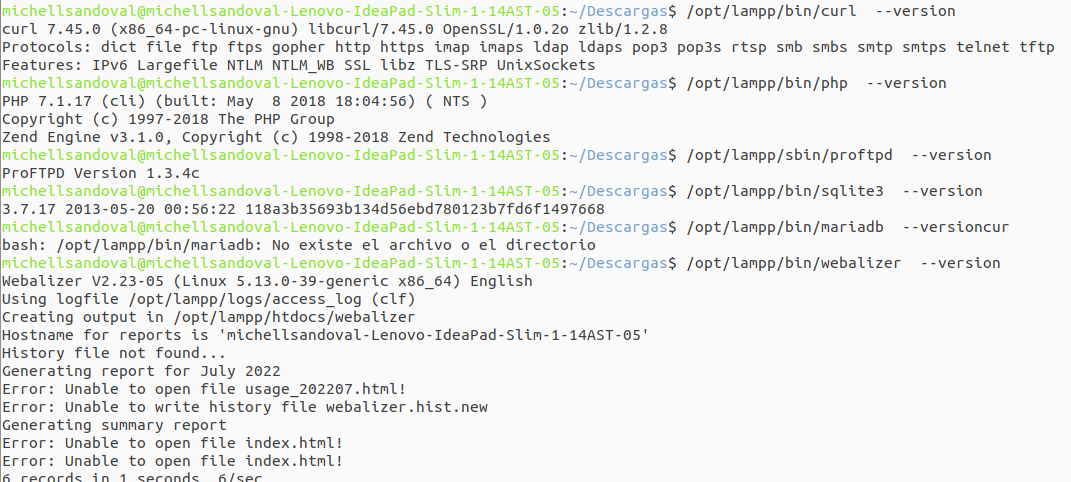 michellsandoval@michellsandoval-Lenovo-IdeaPad-Slim-1-14AST-05:~/Descargas$ /opt/lampp/bin/curl  --version
curl 7.45.0 (x86_64-pc-linux-gnu) libcurl/7.45.0 OpenSSL/1.0.2o zlib/1.2.8
Protocols: dict file ftp ftps gopher http https imap imaps ldap ldaps pop3 pop3s rtsp smb smbs smtp smtps telnet tftp
Features: IPv6 Largefile NTLM NTLM_WB SSL libz TLS-SRP UnixSockets
michellsandoval@michellsandoval-Lenovo-IdeaPad-Slim-1-14AST-05:~/Descargas$ /opt/lampp/bin/php  --version
PHP 7.1.17 (cli) (built: May  8 2018 18:04:56) ( NTS )
Copyright (c) 1997-2018 The PHP Group
Zend Engine v3.1.0, Copyright (c) 1998-2018 Zend Technologies
michellsandoval@michellsandoval-Lenovo-IdeaPad-Slim-1-14AST-05:~/Descargas$ /opt/lampp/sbin/proftpd  --version
ProFTPD Version 1.3.4c
michellsandoval@michellsandoval-Lenovo-IdeaPad-Slim-1-14AST-05:~/Descargas$ /opt/lampp/bin/sqlite3  --version
3.7.17 2013-05-20 00:56:22 118a3b35693b134d56ebd780123b7fd6f1497668
michellsandoval@michellsandoval-Lenovo-IdeaPad-Slim-1-14AST-05:~/Descargas$ /opt/lampp/bin/mariadb  --versioncur
bash: /opt/lampp/bin/mariadb: No existe el archivo o el directorio
michellsandoval@michellsandoval-Lenovo-IdeaPad-Slim-1-14AST-05:~/Descargas$ /opt/lampp/bin/webalizer  --version
Webalizer V2.23-05 (Linux 5.13.0-39-generic x86_64) English
Using logfile /opt/lampp/logs/access_log (clf)
Creating output in /opt/lampp/htdocs/webalizer
Hostname for reports is 'michellsandoval-Lenovo-IdeaPad-Slim-1-14AST-05'
History file not found...
Generating report for July 2022
Error: Unable to open file usage_202207.html!
Error: Unable to write history file webalizer.hist.new
Generating summary report
Error: Unable to open file index.html!
Error: Unable to open file index.html!
6 records in 1 seconds, 6/sec